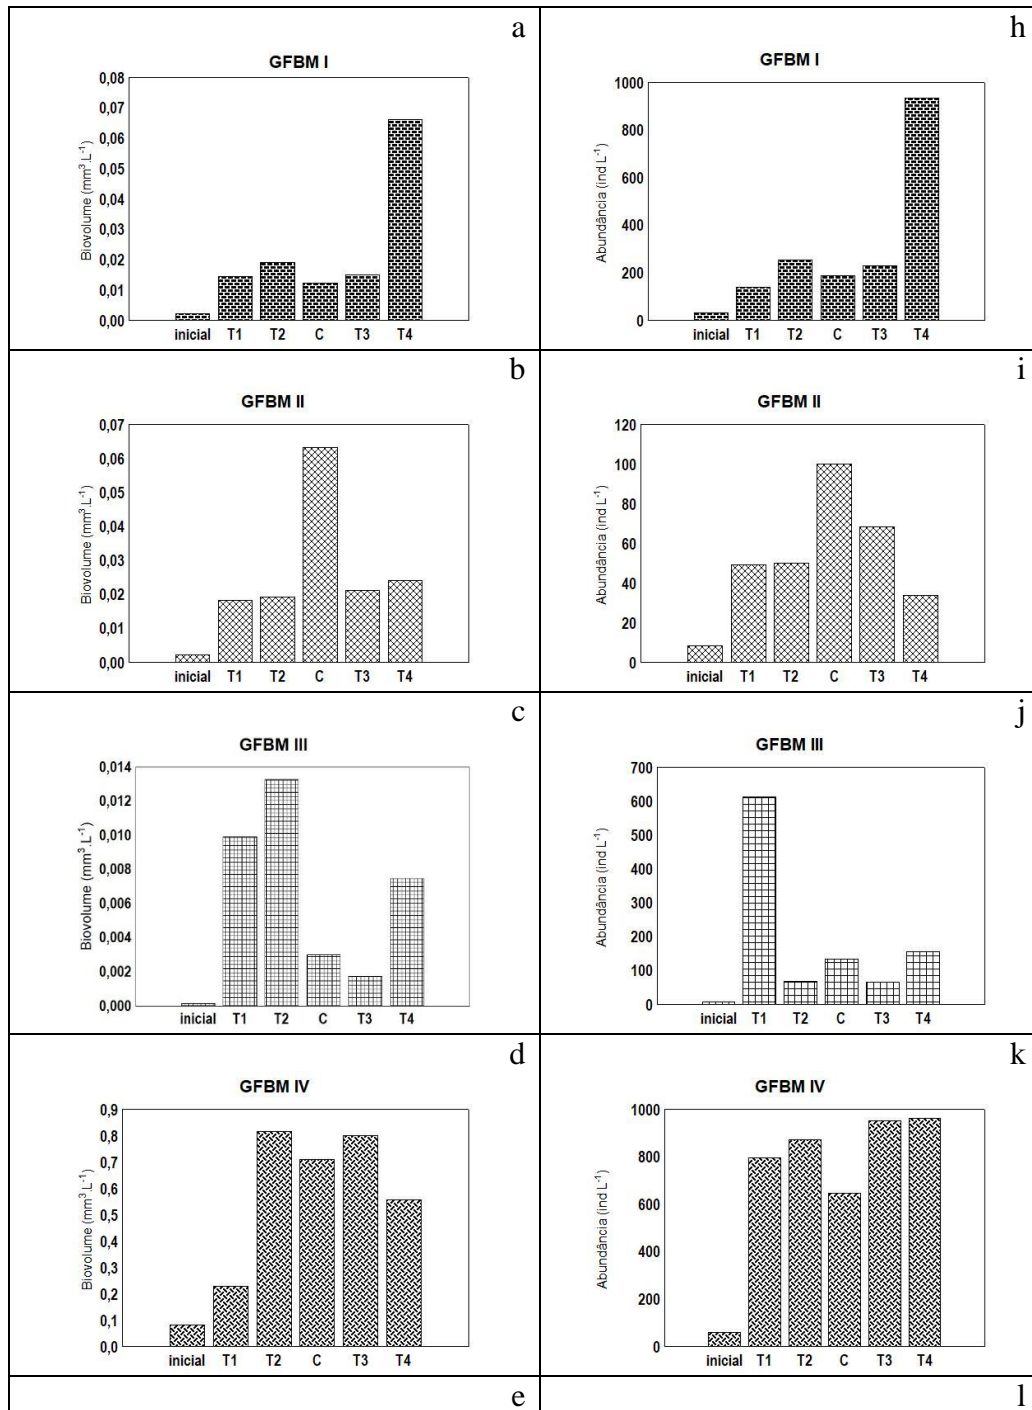 a
GFBM I
Biovolume (mm³.L⁻¹)
0,08
0,07
0,06
0,05
0,04
0,03
0,02
0,01
0,00
inicial T1 T2 C T3 T4
h
GFBM I
Abundância (ind L⁻¹)
1000
800
600
400
200
0
inicial T1 T2 C T3 T4
b
GFBM II
Biovolume (mm³.L⁻¹)
0,07
0,06
0,05
0,04
0,03
0,02
0,01
0,00
inicial T1 T2 C T3 T4
i
GFBM II
Abundância (ind L⁻¹)
120
100
80
60
40
20
0
inicial T1 T2 C T3 T4
c
GFBM III
Biovolume (mm³.L⁻¹)
0,014
0,012
0,010
0,008
0,006
0,004
0,002
0,000
inicial T1 T2 C T3 T4
j
GFBM III
Abundância (ind L⁻¹)
700
600
500
400
300
200
100
0
inicial T1 T2 C T3 T4
d
GFBM IV
Biovolume (mm³.L⁻¹)
0,9
0,8
0,7
0,6
0,5
0,4
0,3
0,2
0,1
0,0
inicial T1 T2 C T3 T4
k
GFBM IV
Abundância (ind L⁻¹)
1000
800
600
400
200
0
inicial T1 T2 C T3 T4
e
l